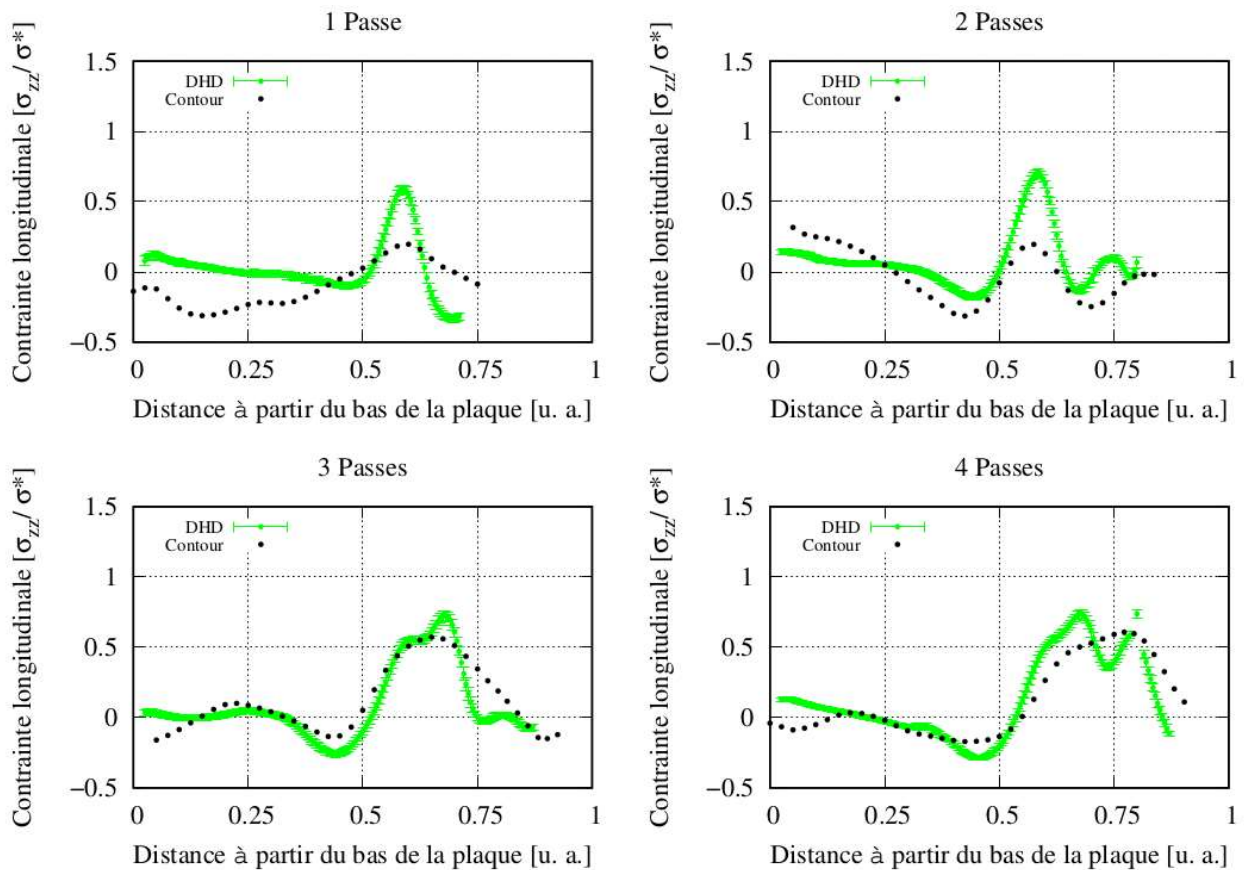 1 Passe
Contrainte longitudinale [σzz/ σ*]
1.5
1
0.5
0
−0.5
DHD
Contour
0 0.25 0.5 0.75 1
Distance à partir du bas de la plaque [u. a.]
2 Passes
Contrainte longitudinale [σzz/ σ*]
1.5
1
0.5
0
−0.5
DHD
Contour
0 0.25 0.5 0.75 1
Distance à partir du bas de la plaque [u. a.]
3 Passes
Contrainte longitudinale [σzz/ σ*]
1.5
1
0.5
0
−0.5
DHD
Contour
0 0.25 0.5 0.75 1
Distance à partir du bas de la plaque [u. a.]
4 Passes
Contrainte longitudinale [σzz/ σ*]
1.5
1
0.5
0
−0.5
DHD
Contour
0 0.25 0.5 0.75 1
Distance à partir du bas de la plaque [u. a.]